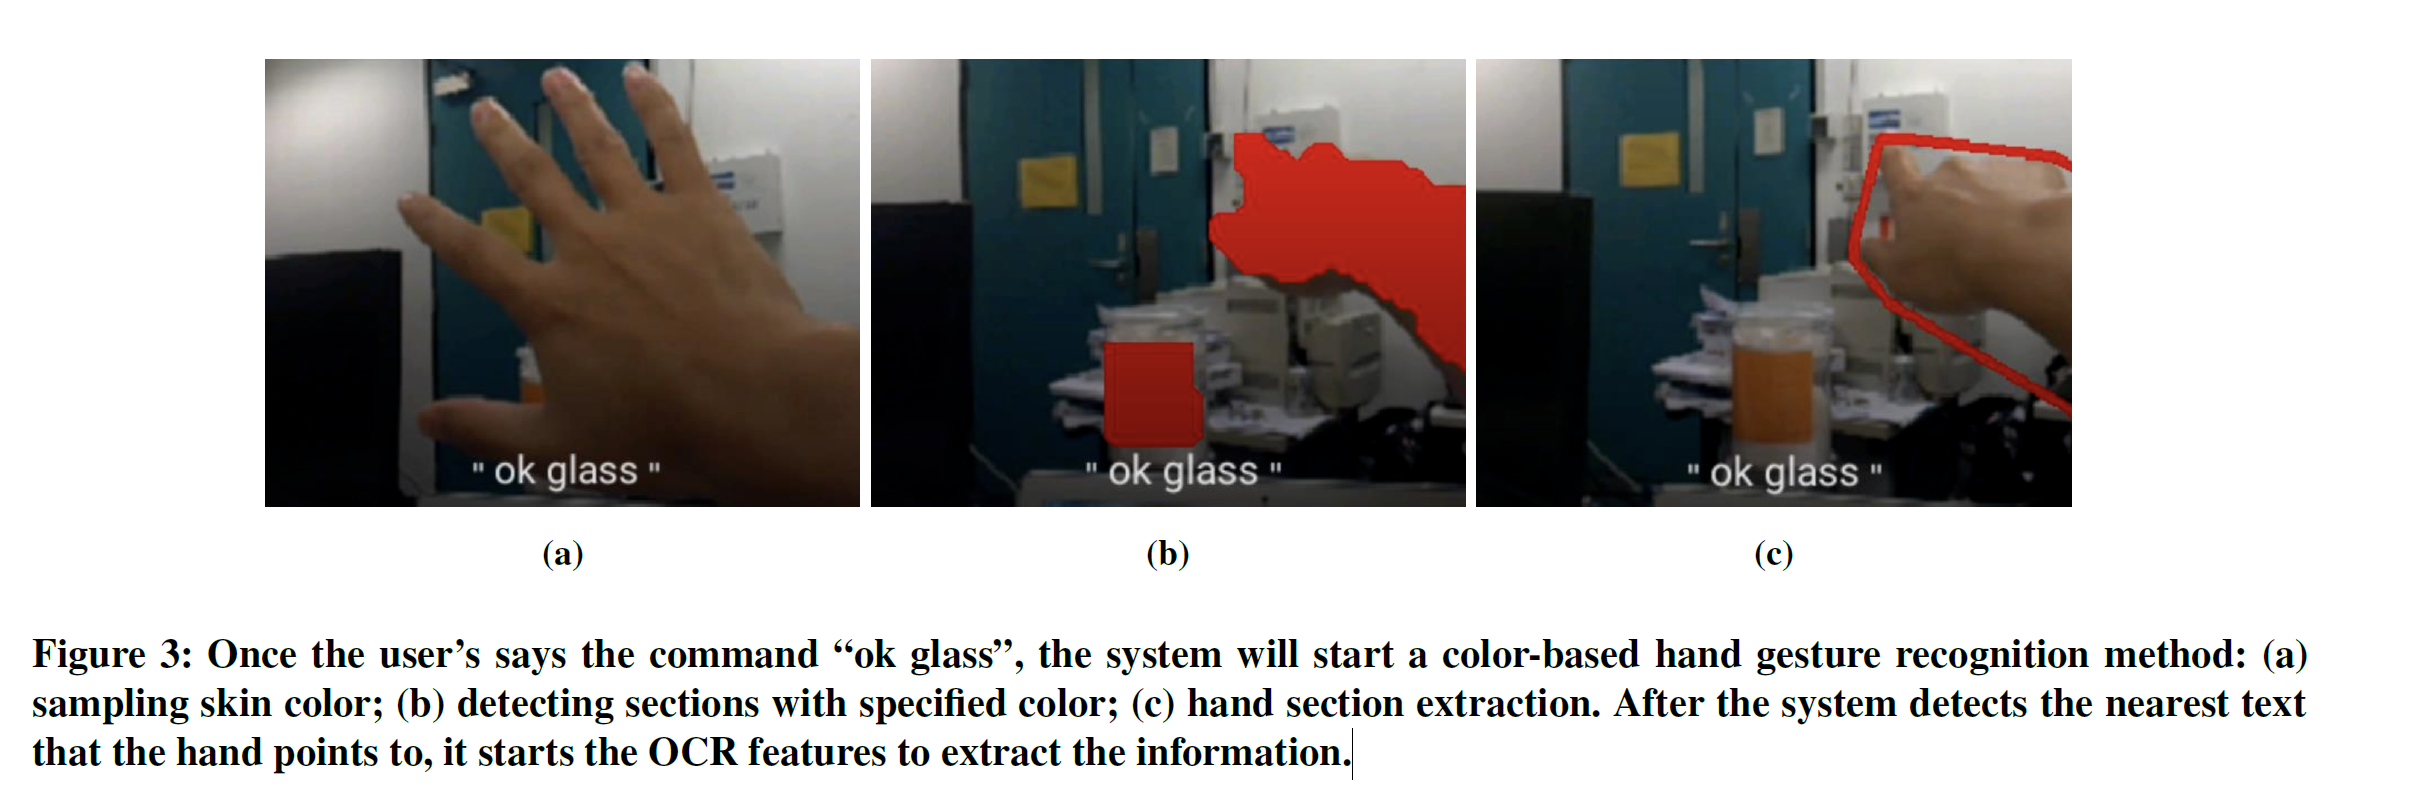 " ok glass "
" ok glass "
" ok glass "
(a)
(b)
(c)
Figure 3: Once the user’s says the command “ok glass”, the system will start a color-based hand gesture recognition method: (a)
sampling skin color; (b) detecting sections with specified color; (c) hand section extraction. After the system detects the nearest text
that the hand points to, it starts the OCR features to extract the information.